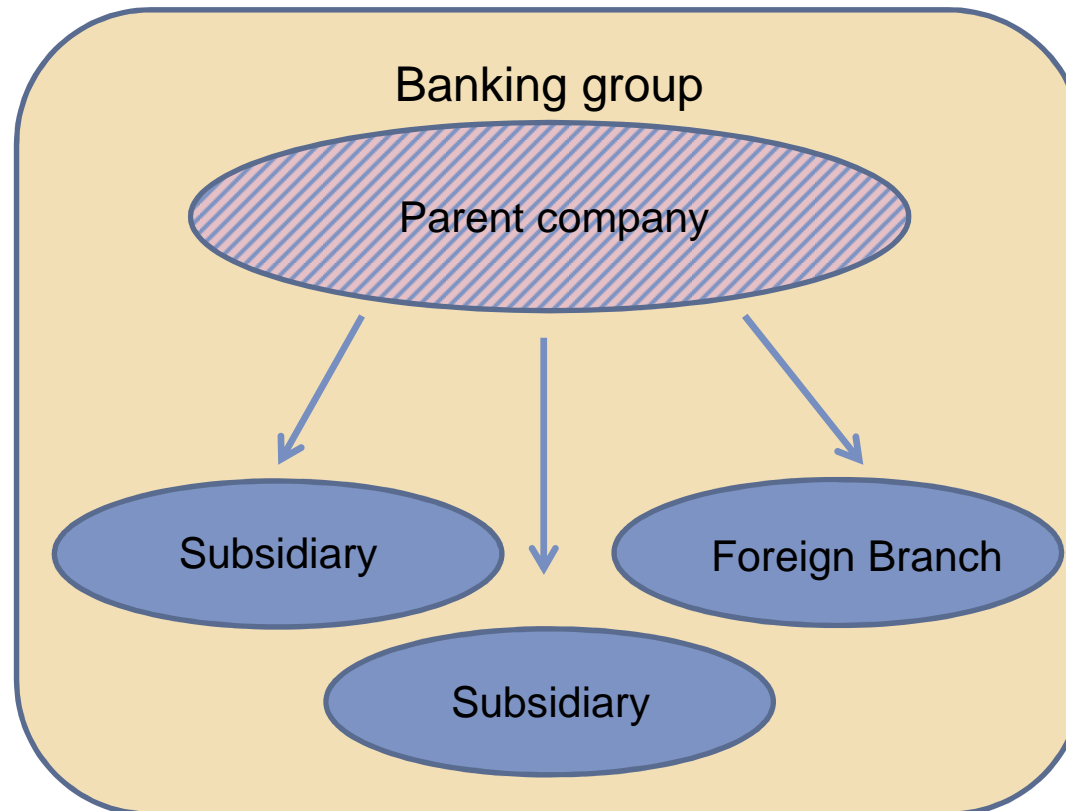 Banking group
Parent company
Subsidiary
Foreign Branch
Subsidiary